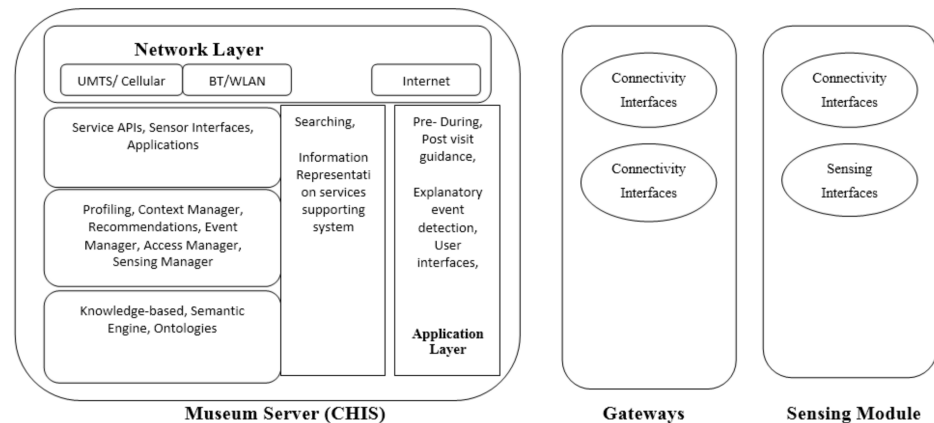 Network Layer
UMTS/ Cellular
BT/WLAN
Internet
Service APIs, Sensor Interfaces,
Applications
Profiling, Context Manager,
Recommendations, Event
Manager, Access Manager,
Sensing Manager
Knowledge-based, Semantic
Engine, Ontologies
Searching,
Information
Representati
on services
supporting
system
Pre- During,
Post visit
guidance,
Explanatory
event
detection,
User
interfaces,
Application
Layer
Museum Server (CHIS)
Connectivity
Interfaces
Connectivity
Interfaces
Gateways
Connectivity
Interfaces
Sensing
Interfaces
Sensing Module